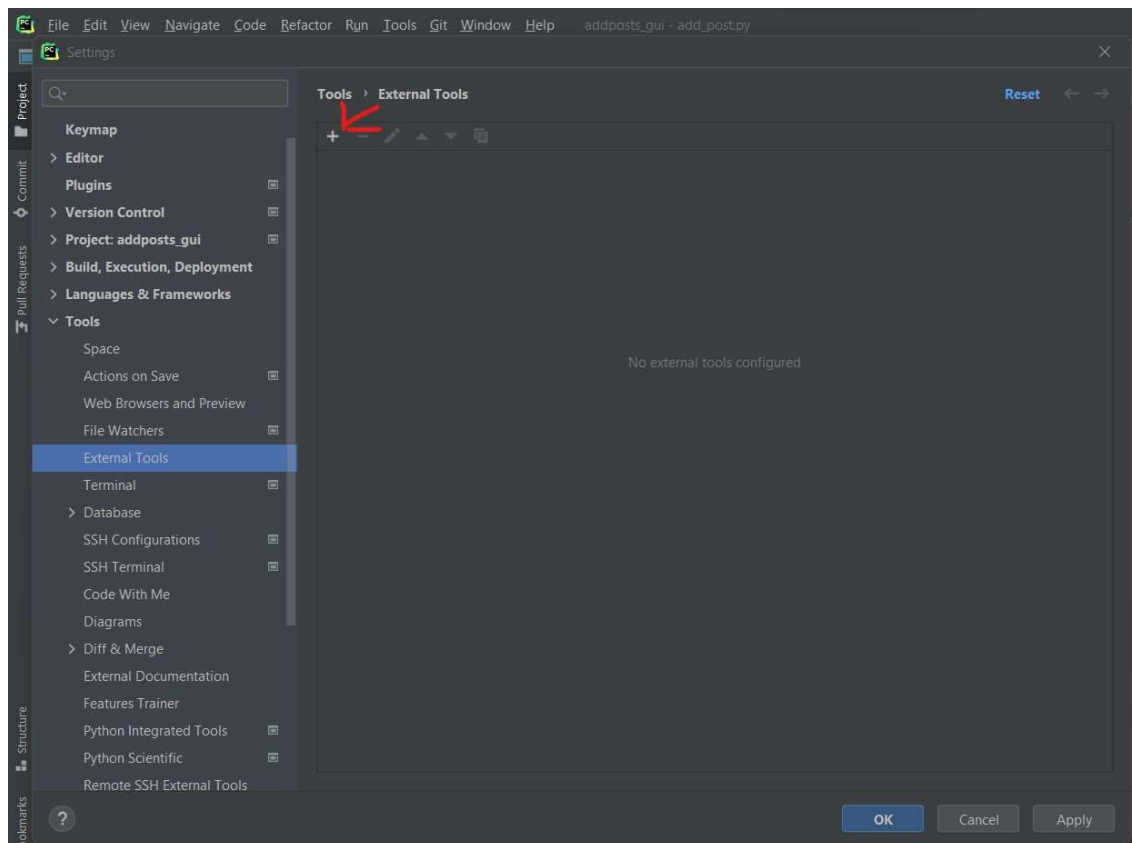 File Edit View Navigate Code Refactor Run Tools Git Window Help addposts_gui - add_post.py
Settings
Project
Commit
Pull Requests
Structure
ookmarks
Keymap
Editor
Plugins
Version Control
Project: addposts_gui
Build, Execution, Deployment
Languages & Frameworks
Tools
Space
Actions on Save
Web Browsers and Preview
File Watchers
External Tools
Terminal
Database
SSH Configurations
SSH Terminal
Code With Me
Diagrams
Diff & Merge
External Documentation
Features Trainer
Python Integrated Tools
Python Scientific
Remote SSH External Tools
Tools › External Tools
Reset
No external tools configured
? OK Cancel Apply